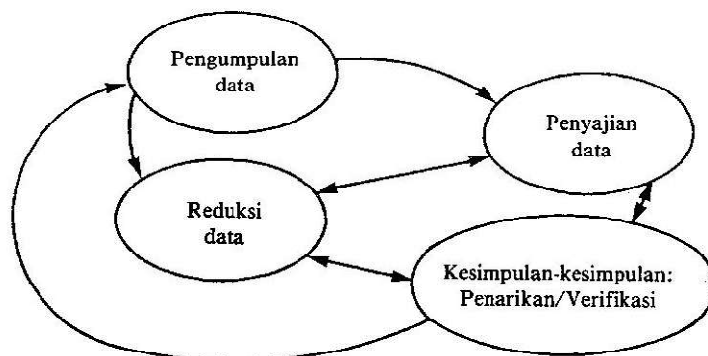 Pengumpulan
data
Penyajian
data
Reduksi
data
Kesimpulan-kesimpulan:
Penarikan/Verifikasi